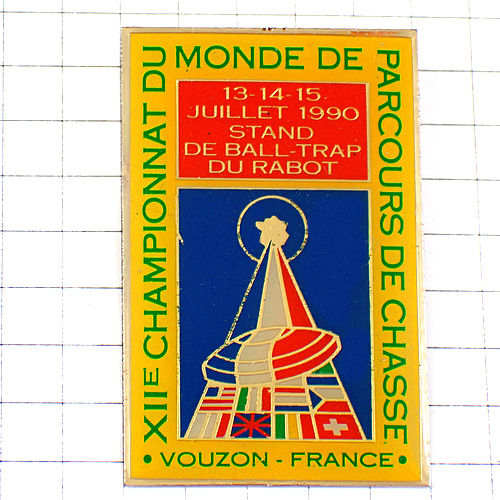 XIIE CHAMPIONNAT DU
MONDE DE
PARCOURS DE CHASSE
13-14-15
JUILLET 1990
STAND
DE BALL-TRAP
DU RABOT
• VOUZON - FRANCE •